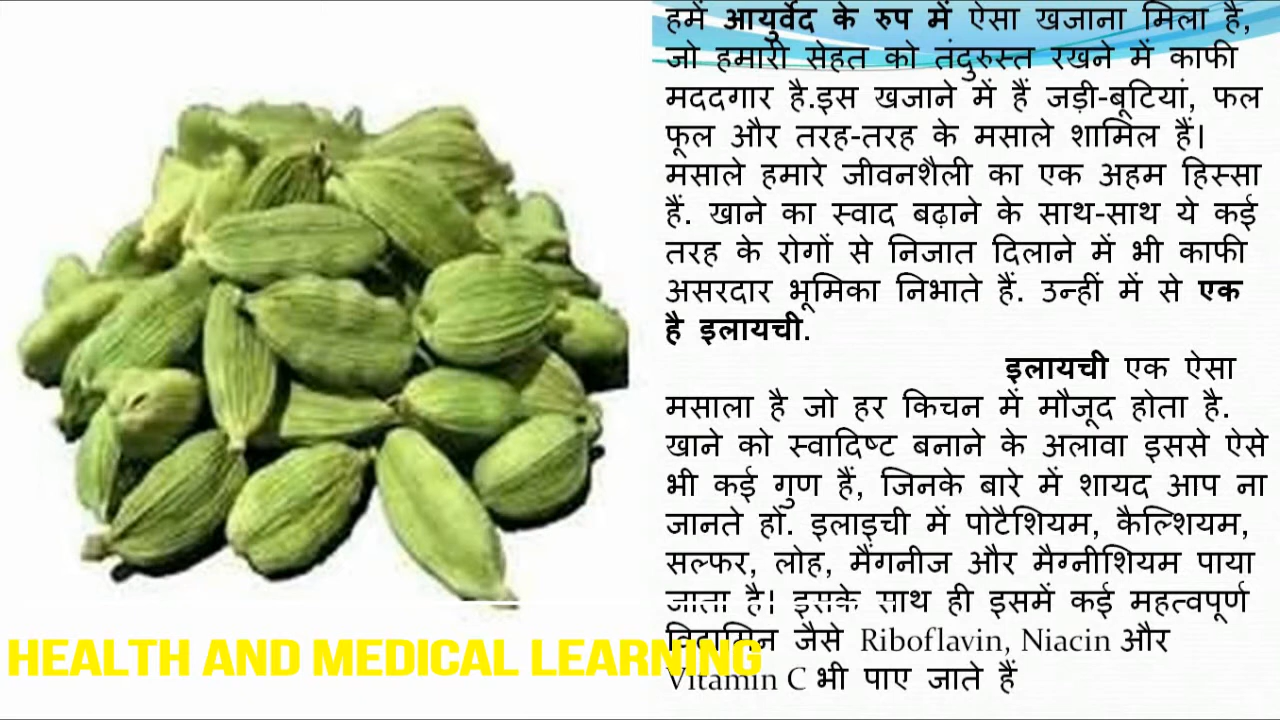 हमें आयुर्वेद के रुप में ऐसा खजाना मिला है,
जो हमारी सेहत को तंदुरुस्त रखने में काफी
मददगार है.इस खजाने में हैं जड़ी-बूटियां, फल
फूल और तरह-तरह के मसाले शामिल हैं।
मसाले हमारे जीवनशैली का एक अहम हिस्सा
हैं. खाने का स्वाद बढ़ाने के साथ-साथ ये कई
तरह के रोगों से निजात दिलाने में भी काफी
असरदार भूमिका निभाते हैं. उन्हीं में से एक
है इलायची.
इलायची एक ऐसा
मसाला है जो हर किचन में मौजूद होता है.
खाने को स्वादिष्ट बनाने के अलावा इससे ऐसे
भी कई गुण हैं, जिनके बारे में शायद आप ना
जानते हों. इलाइची में पोटैशियम, कैल्शियम,
सल्फर, लोह, मैंगनीज और मैग्नीशियम पाया
जाता है। इसके साथ ही इसमें कई महत्वपूर्ण
विटामिन जैसे Riboflavin, Niacin और
Vitamin C भी पाए जाते हैं
HEALTH AND MEDICAL LEARNING